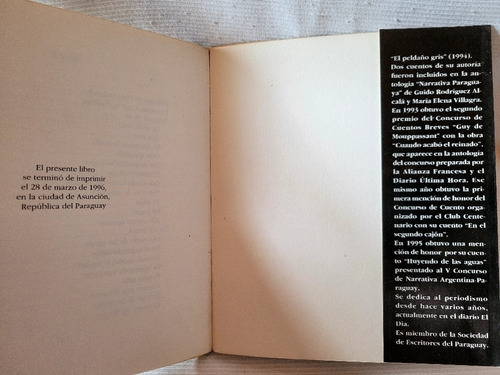 El presente libro
se terminó de imprimir
el 28 de marzo de 1996,
en la ciudad de Asunción,
República del Paraguay
"El peldaño gris" (1994).
Dos cuentos de su autoría
fueron incluidos en la an-
tología "Narrativa Paragua-
ya" de Guido Rodríguez Al-
calá y María Elena Villagra.
En 1993 obtuvo el segundo
premio del Concurso de
Cuentos Breves "Guy de
Mouppassant" con la obra
"Cuando acabó el reinado",
que aparece en la antología
del concurso preparada por
la Alianza Francesa y el
Diario Última Hora. Ese
mismo año obtuvo la pri-
mera mención de honor del
Concurso de Cuento orga-
nizado por el Club Cente-
nario con su cuento "En el
segundo cajón".
En 1995 obtuvo una men-
ción de honor por su cuen-
to "Huyendo de las aguas"
presentado al V Concurso
de Narrativa Argentina-Pa-
raguay.
Se dedica al periodismo
desde hace varios años,
actualmente en el diario El
Día.
Es miembro de la Sociedad
de Escritores del Paraguay.